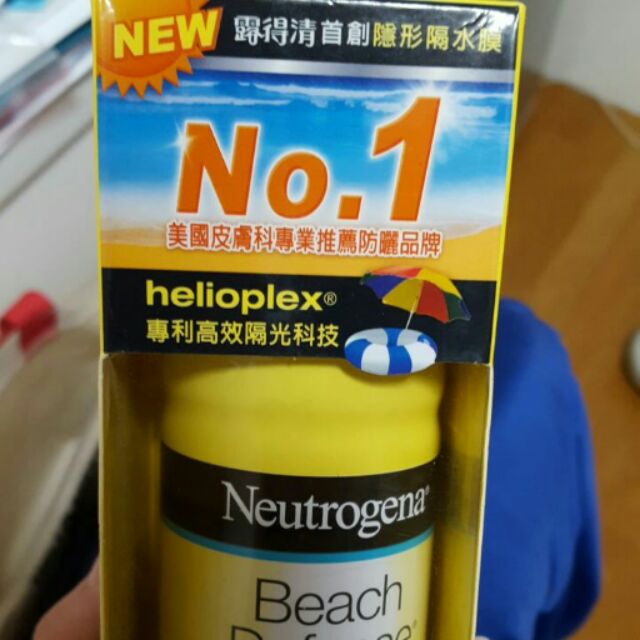 NEW
露得清首創隱形隔水膜
No.1
美國皮膚科專業推薦防曬品牌
helioplex®
專利高效隔光科技
Neutrogena®
Beach
Defense®